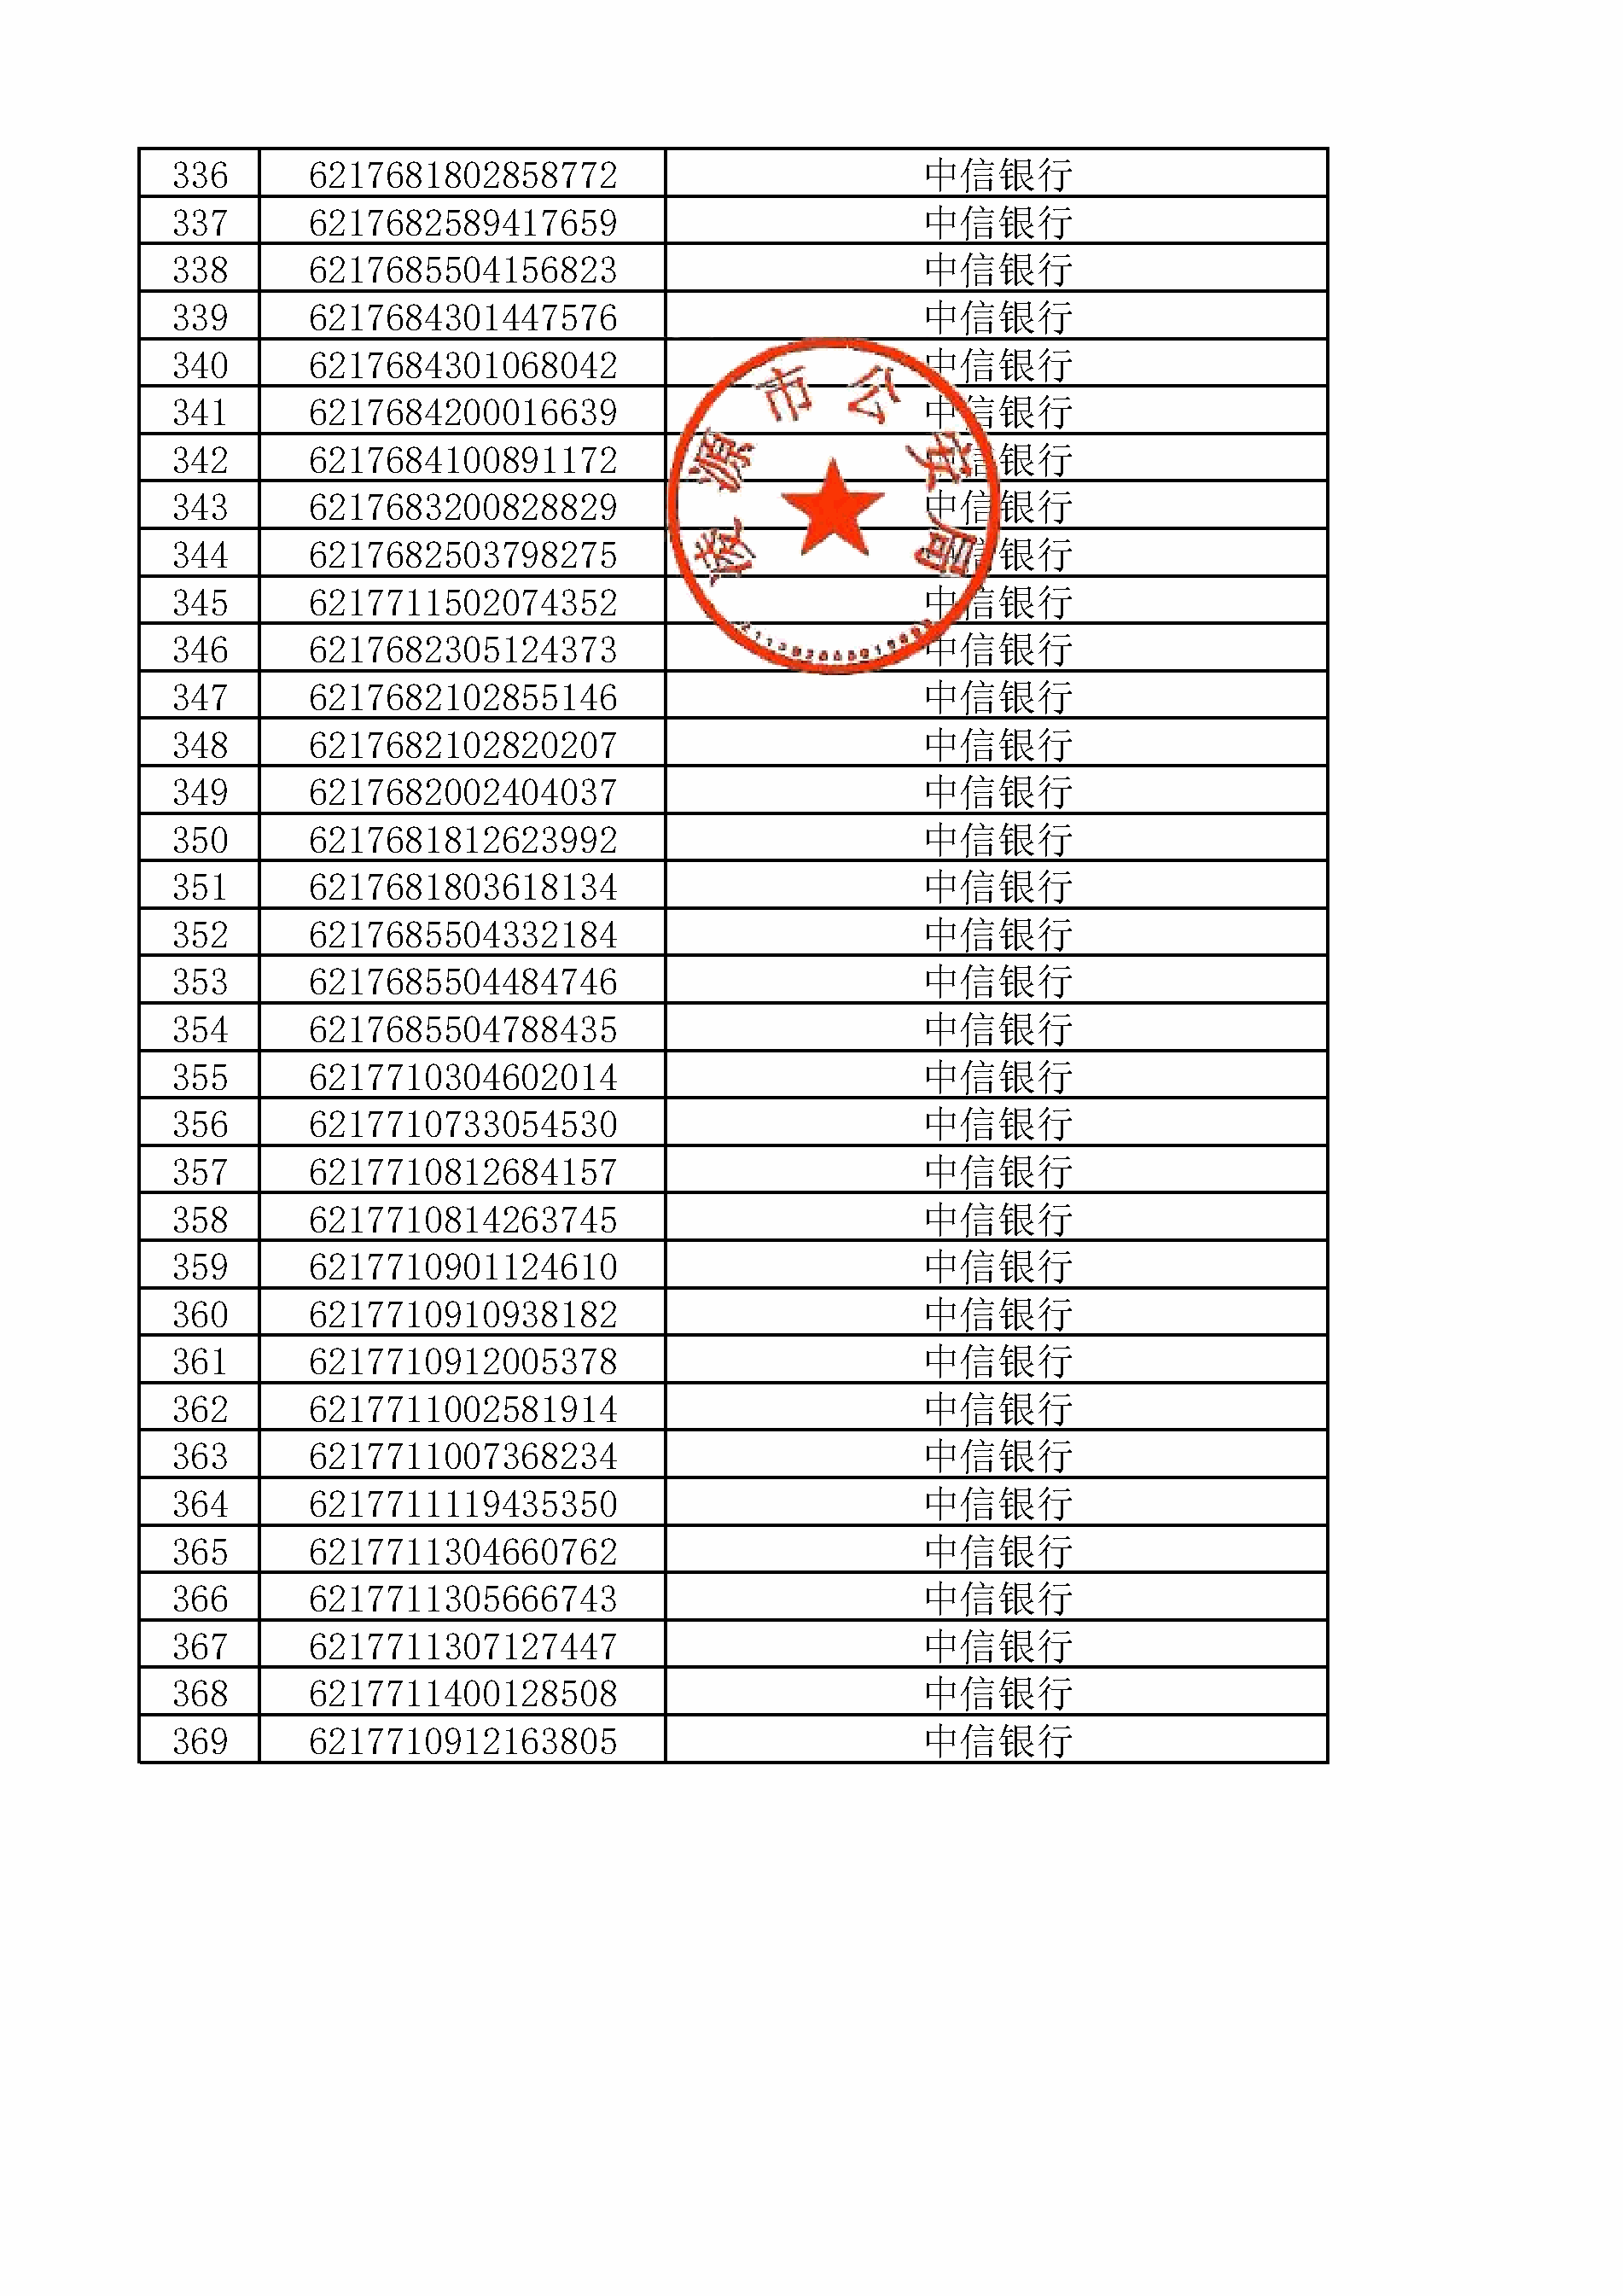 336 6217681802858772 中信银行
337 6217682589417659 中信银行
338 6217685504156823 中信银行
339 6217684301447576 中信银行
340 6217684301068042 中信银行
341 6217684200016639 中信银行
342 6217684100891172 中信银行
343 6217683200828829 中信银行
344 6217682503798275 中信银行
345 6217711502074352 中信银行
346 6217682305124373 中信银行
347 6217682102855146 中信银行
348 6217682102820207 中信银行
349 6217682002404037 中信银行
350 6217681812623992 中信银行
351 6217681803618134 中信银行
352 6217685504332184 中信银行
353 6217685504484746 中信银行
354 6217685504788435 中信银行
355 6217710304602014 中信银行
356 6217710733054530 中信银行
357 6217710812684157 中信银行
358 6217710814263745 中信银行
359 6217710901124610 中信银行
360 6217710910938182 中信银行
361 6217710912005378 中信银行
362 6217711002581914 中信银行
363 6217711007368234 中信银行
364 6217711119435350 中信银行
365 6217711304660762 中信银行
366 6217711305666743 中信银行
367 6217711307127447 中信银行
368 6217711400128508 中信银行
369 6217710912163805 中信银行
凌源市公安局